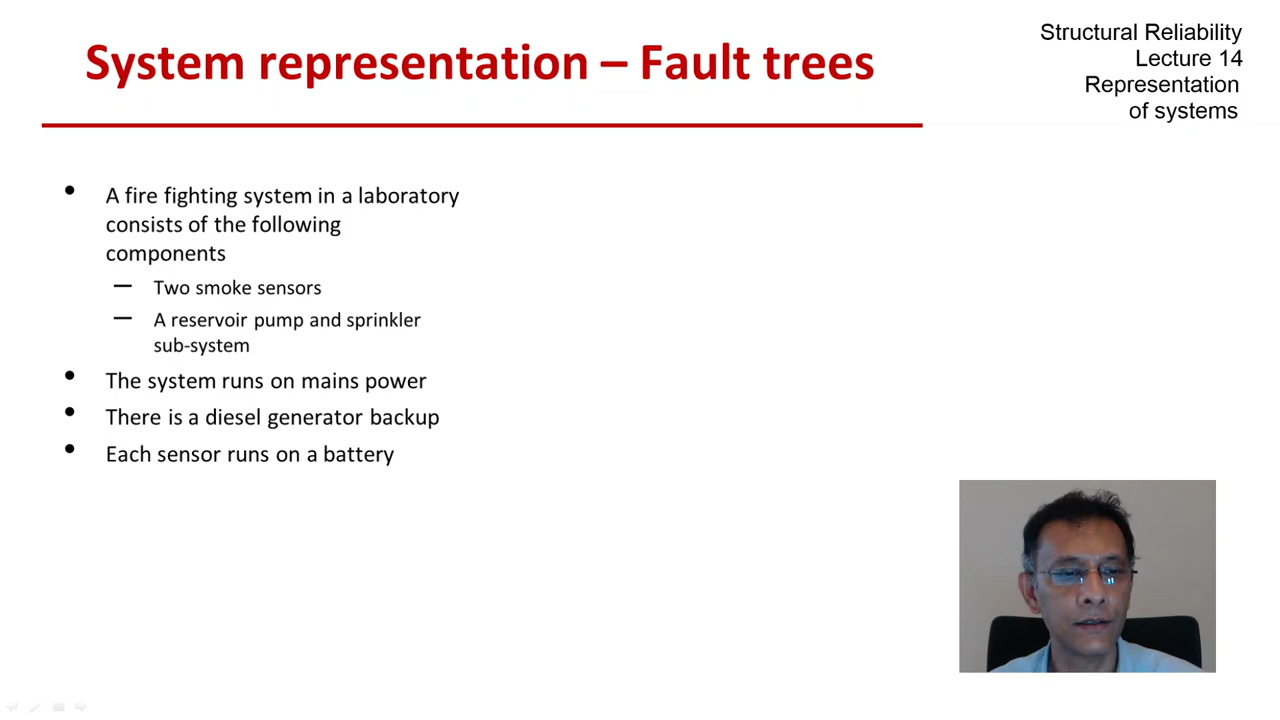 System representation – Fault trees
Structural Reliability
Lecture 14
Representation
of systems
• A fire fighting system in a laboratory
consists of the following
components
– Two smoke sensors
– A reservoir pump and sprinkler
sub-system
• The system runs on mains power
• There is a diesel generator backup
• Each sensor runs on a battery